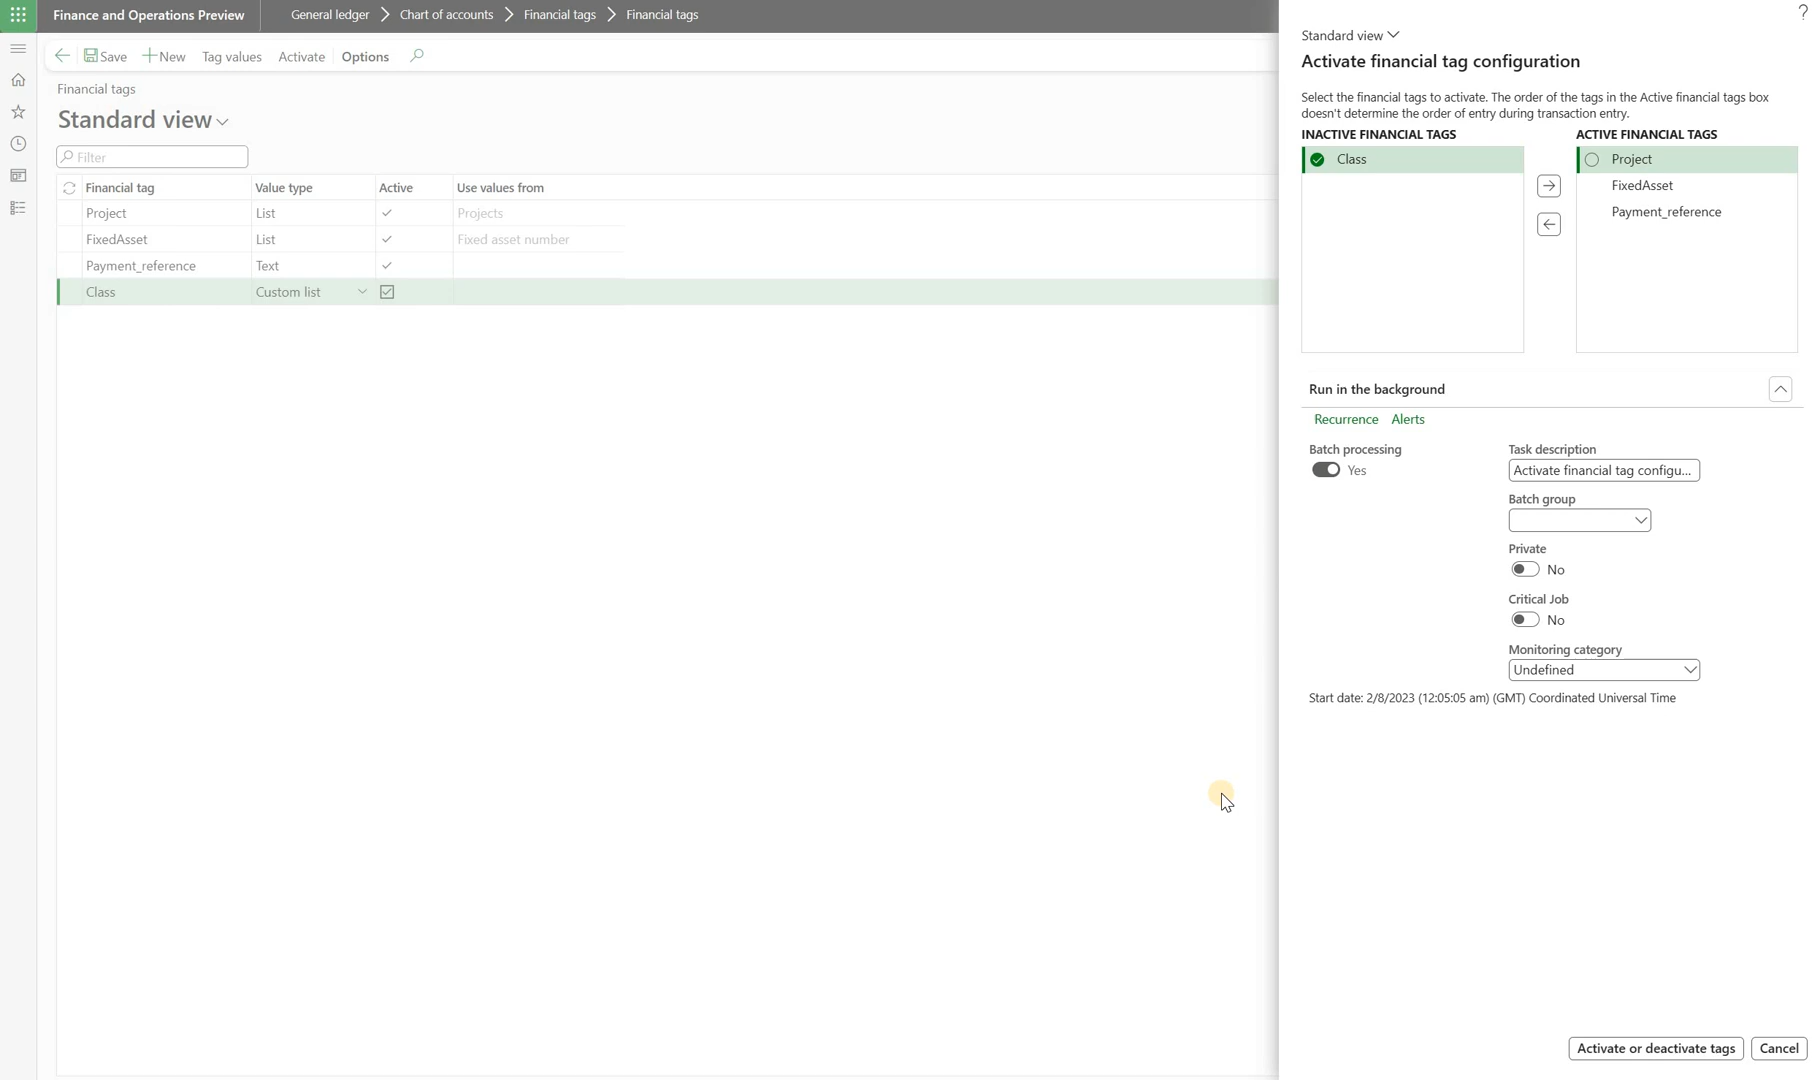 Finance and Operations Preview
General ledger > Chart of accounts > Financial tags > Financial tags
?
Save New Tag values Activate Options
Financial tags
Standard view
Filter
Financial tag Value type Active Use values from
Project List Projects
FixedAsset List Fixed asset number
Payment_reference Text
Class Custom list
Standard view
Activate financial tag configuration
Select the financial tags to activate. The order of the tags in the Active financial tags box
doesn't determine the order of entry during transaction entry.
INACTIVE FINANCIAL TAGS
Class
ACTIVE FINANCIAL TAGS
Project
FixedAsset
Payment_reference
Run in the background
Recurrence Alerts
Batch processing
Yes
Task description
Activate financial tag configu...
Batch group
Private
No
Critical Job
No
Monitoring category
Undefined
Start date: 2/8/2023 (12:05:05 am) (GMT) Coordinated Universal Time
Activate or deactivate tags Cancel